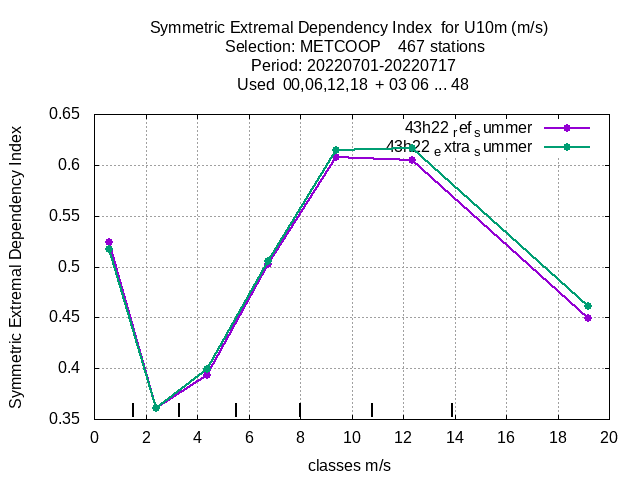 Symmetric Extremal Dependency Index  for U10m (m/s)
Selection: METCOOP    467 stations
Period: 20220701-20220717
Used  00,06,12,18  + 03 06 ... 48
Symmetric Extremal Dependency Index
0.65
0.6
0.55
0.5
0.45
0.4
0.35
43h22 ref summer
43h22 extra summer
0 2 4 6 8 10 12 14 16 18 20
classes m/s